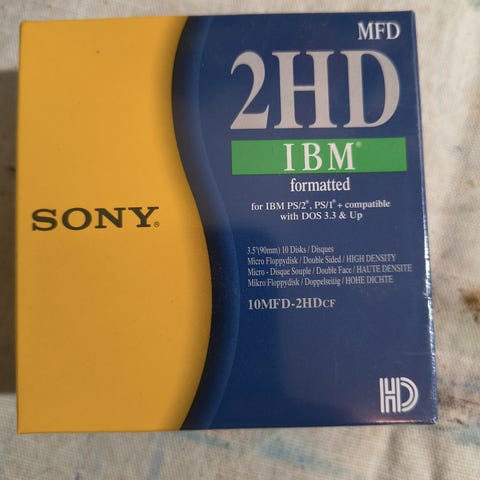 MFD
2HD
IBM®
formatted
for IBM PS/2®, PS/1® + compatible
with DOS 3.3 & Up
SONY®
3.5"(90mm) 10 Disks / Disques
Micro Floppydisk / Double Sided / HIGH DENSITY
Micro - Disque Souple / Double Face / HAUTE DENSITE
Mikro Floppydisk / Doppelseitig / HOHE DICHTE
10MFD-2HDCF
HD